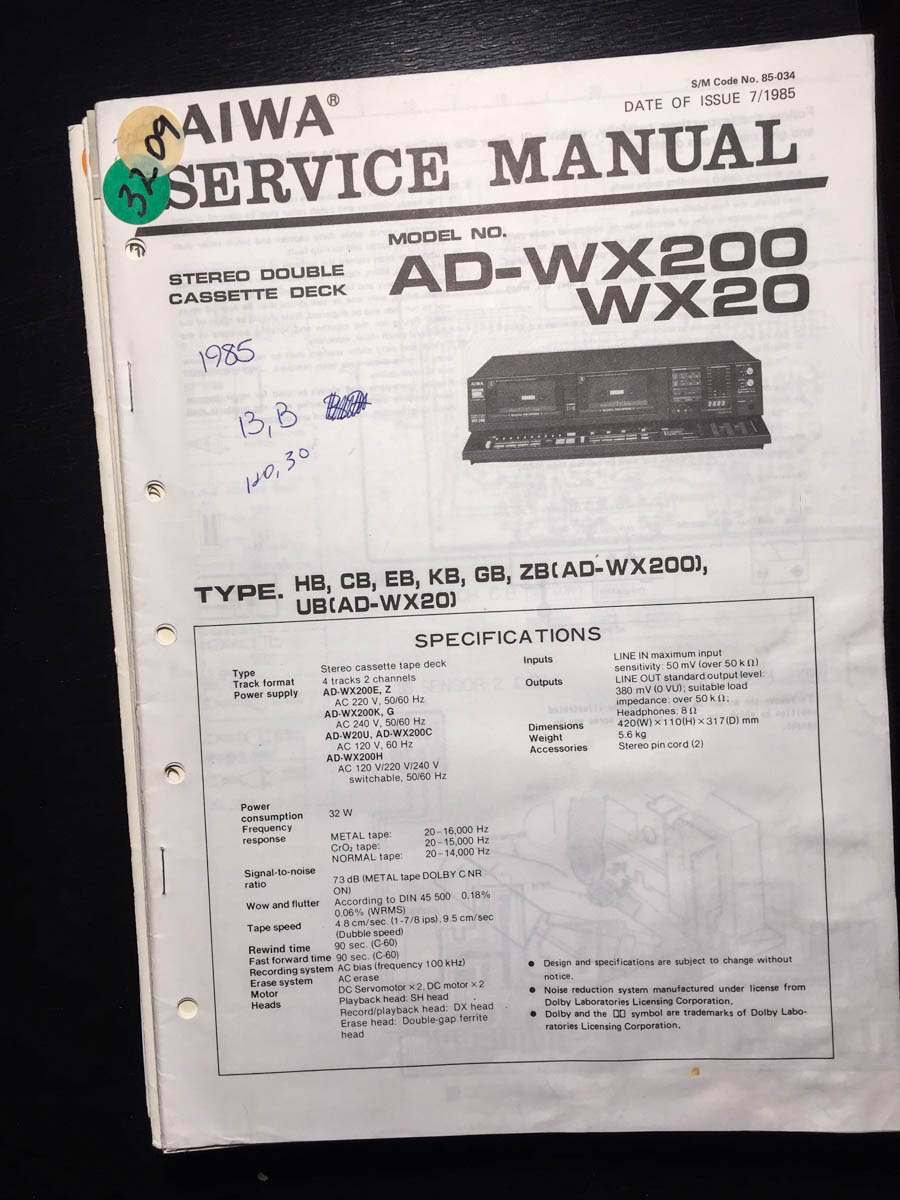 S/M Code No. 85-034
DATE OF ISSUE 7/1985
AIWA®
SERVICE MANUAL
3209
STEREO DOUBLE
CASSETTE DECK
MODEL NO.
AD-WX200
WX20
1985
B, B
120, 30
AIWA
TYPE. HB, CB, EB, KB, GB, ZB(AD-WX200),
UB(AD-WX20)
SPECIFICATIONS
Type Stereo cassette tape deck
Track format 4 tracks 2 channels
Power supply AD-WX200E, Z
AC 220 V, 50/60 Hz
AD-WX200K, G
AC 240 V, 50/60 Hz
AD-W20U, AD-WX200C
AC 120 V, 60 Hz
AD-WX200H
AC 120 V/220 V/240 V
switchable, 50/60 Hz
Power
consumption 32 W
Frequency
response METAL tape: 20–16,000 Hz
CrO₂ tape: 20–15,000 Hz
NORMAL tape: 20–14,000 Hz
Signal-to-noise
ratio 73 dB (METAL tape DOLBY C NR
ON)
Wow and flutter According to DIN 45 500 0.18%
0.06% (WRMS)
Tape speed 4.8 cm/sec. (1-7/8 ips), 9.5 cm/sec
(Dubble speed)
Rewind time 90 sec. (C-60)
Fast forward time 90 sec. (C-60)
Recording system AC bias (frequency 100 kHz)
Erase system AC erase
Motor DC Servomotor × 2, DC motor × 2
Heads Playback head: SH head
Record/playback head: DX head
Erase head: Double-gap ferrite
head
Inputs LINE IN maximum input
sensitivity: 50 mV (over 50 kΩ)
Outputs LINE OUT standard output level:
380 mV (0 VU); suitable load
impedance: over 50 kΩ;
Headphones: 8Ω
Dimensions 420(W)×110(H)×317(D) mm
Weight 5.6 kg
Accessories Stereo pin cord (2)
● Design and specifications are subject to change without
notice.
● Noise reduction system manufactured under license from
Dolby Laboratories Licensing Corporation.
● Dolby and the DD symbol are trademarks of Dolby Labo-
ratories Licensing Corporation.